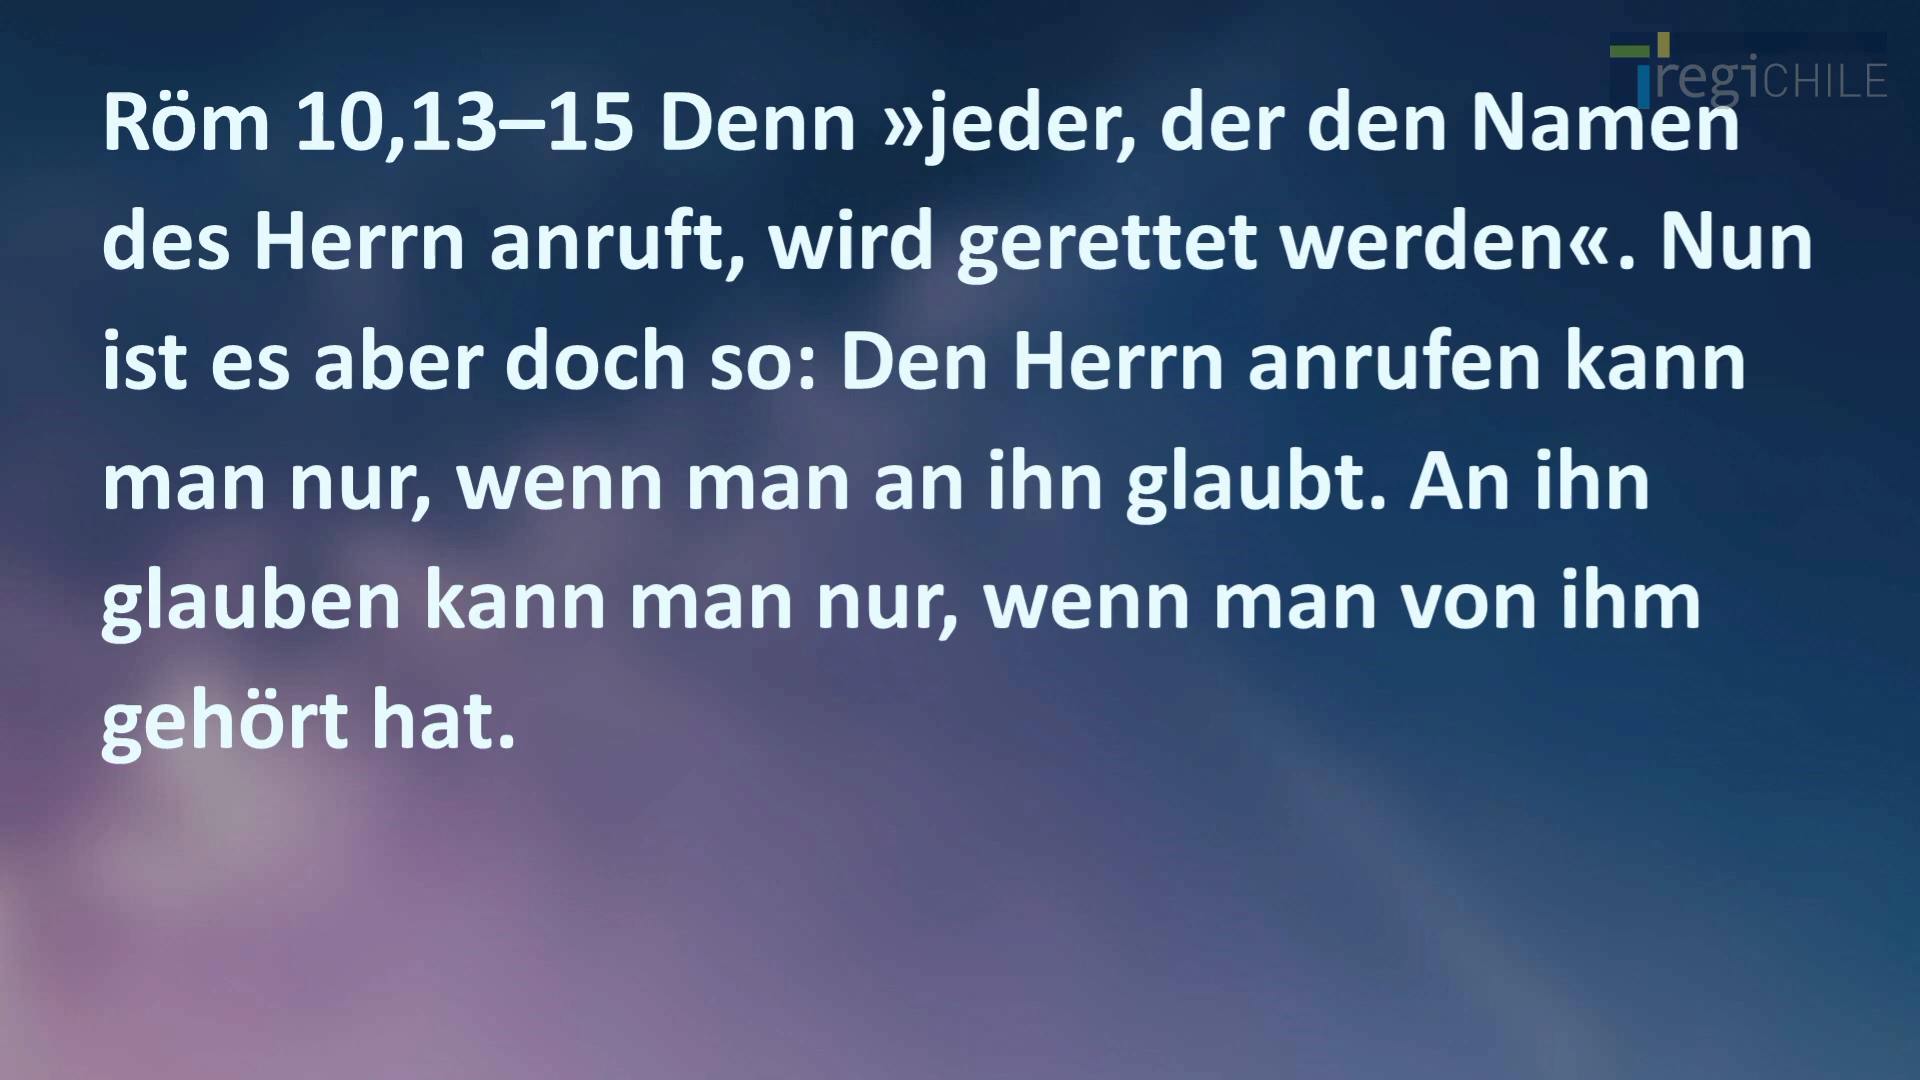 regiCHILE
Röm 10,13–15 Denn »jeder, der den Namen
des Herrn anruft, wird gerettet werden«. Nun
ist es aber doch so: Den Herrn anrufen kann
man nur, wenn man an ihn glaubt. An ihn
glauben kann man nur, wenn man von ihm
gehört hat.